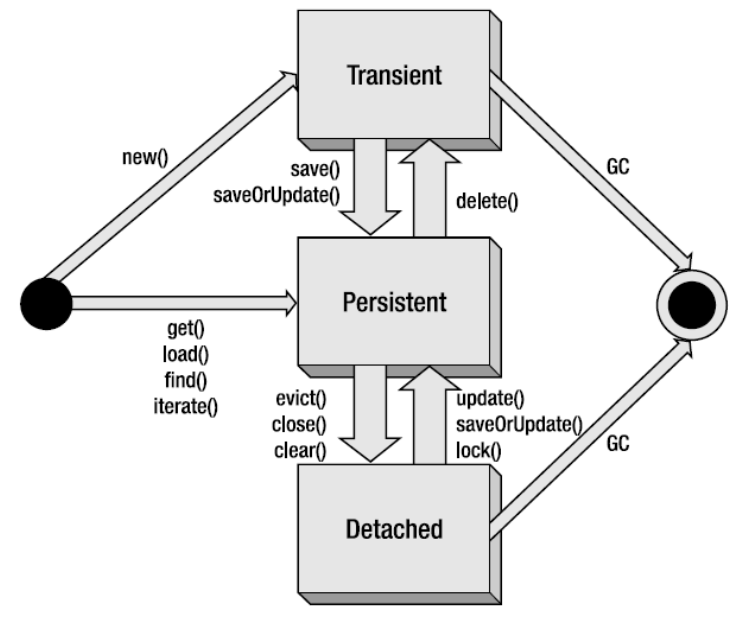 Transient
new()
save()
saveOrUpdate()
delete()
GC
Persistent
get()
load()
find()
iterate()
evict()
close()
clear()
update()
saveOrUpdate()
lock()
GC
Detached